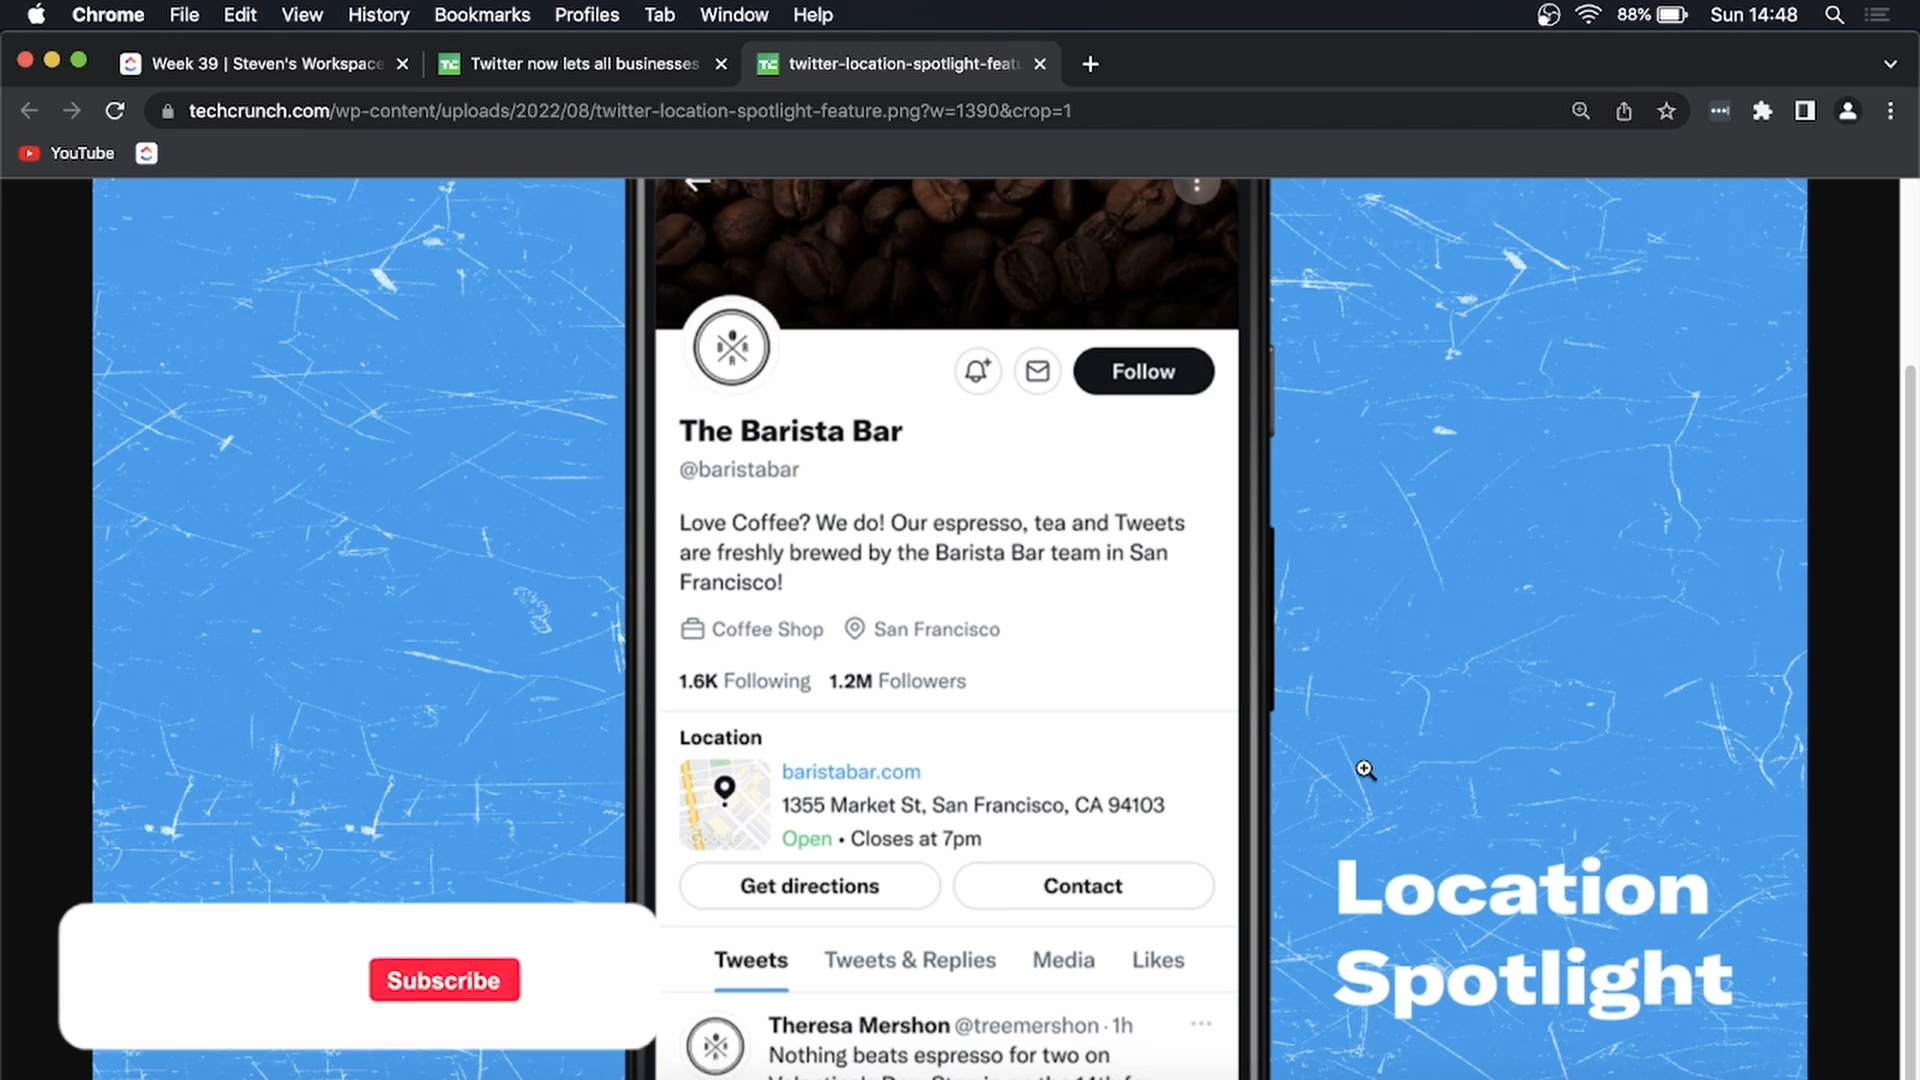 Chrome File Edit View History Bookmarks Profiles Tab Window Help 88% Sun 14:48
Week 39 | Steven's Workspace Twitter now lets all businesses twitter-location-spotlight-feat
techcrunch.com/wp-content/uploads/2022/08/twitter-location-spotlight-feature.png?w=1390&crop=1
YouTube
Follow
The Barista Bar
@baristabar
Love Coffee? We do! Our espresso, tea and Tweets
are freshly brewed by the Barista Bar team in San
Francisco!
Coffee Shop San Francisco
1.6K Following 1.2M Followers
Location
baristabar.com
1355 Market St, San Francisco, CA 94103
Open • Closes at 7pm
Google
Get directions Contact
Tweets Tweets & Replies Media Likes
Theresa Mershon @treemershon · 1h
Nothing beats espresso for two on
Subscribe
Location
Spotlight